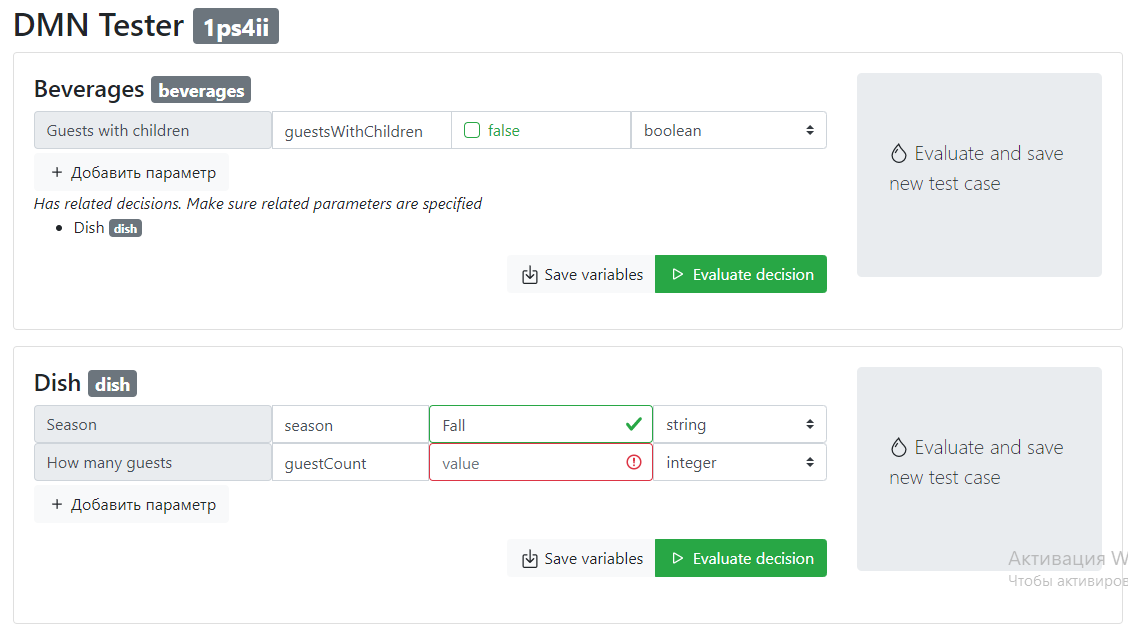 DMN Tester 1ps4ii
Beverages beverages
Guests with children guestsWithChildren false boolean
+ Добавить параметр
Has related decisions. Make sure related parameters are specified
• Dish dish
Save variables Evaluate decision
Evaluate and save
new test case
Dish dish
Season season Fall string
How many guests guestCount value integer
+ Добавить параметр
Save variables Evaluate decision
Evaluate and save
new test case
Активация W
Чтобы активиров